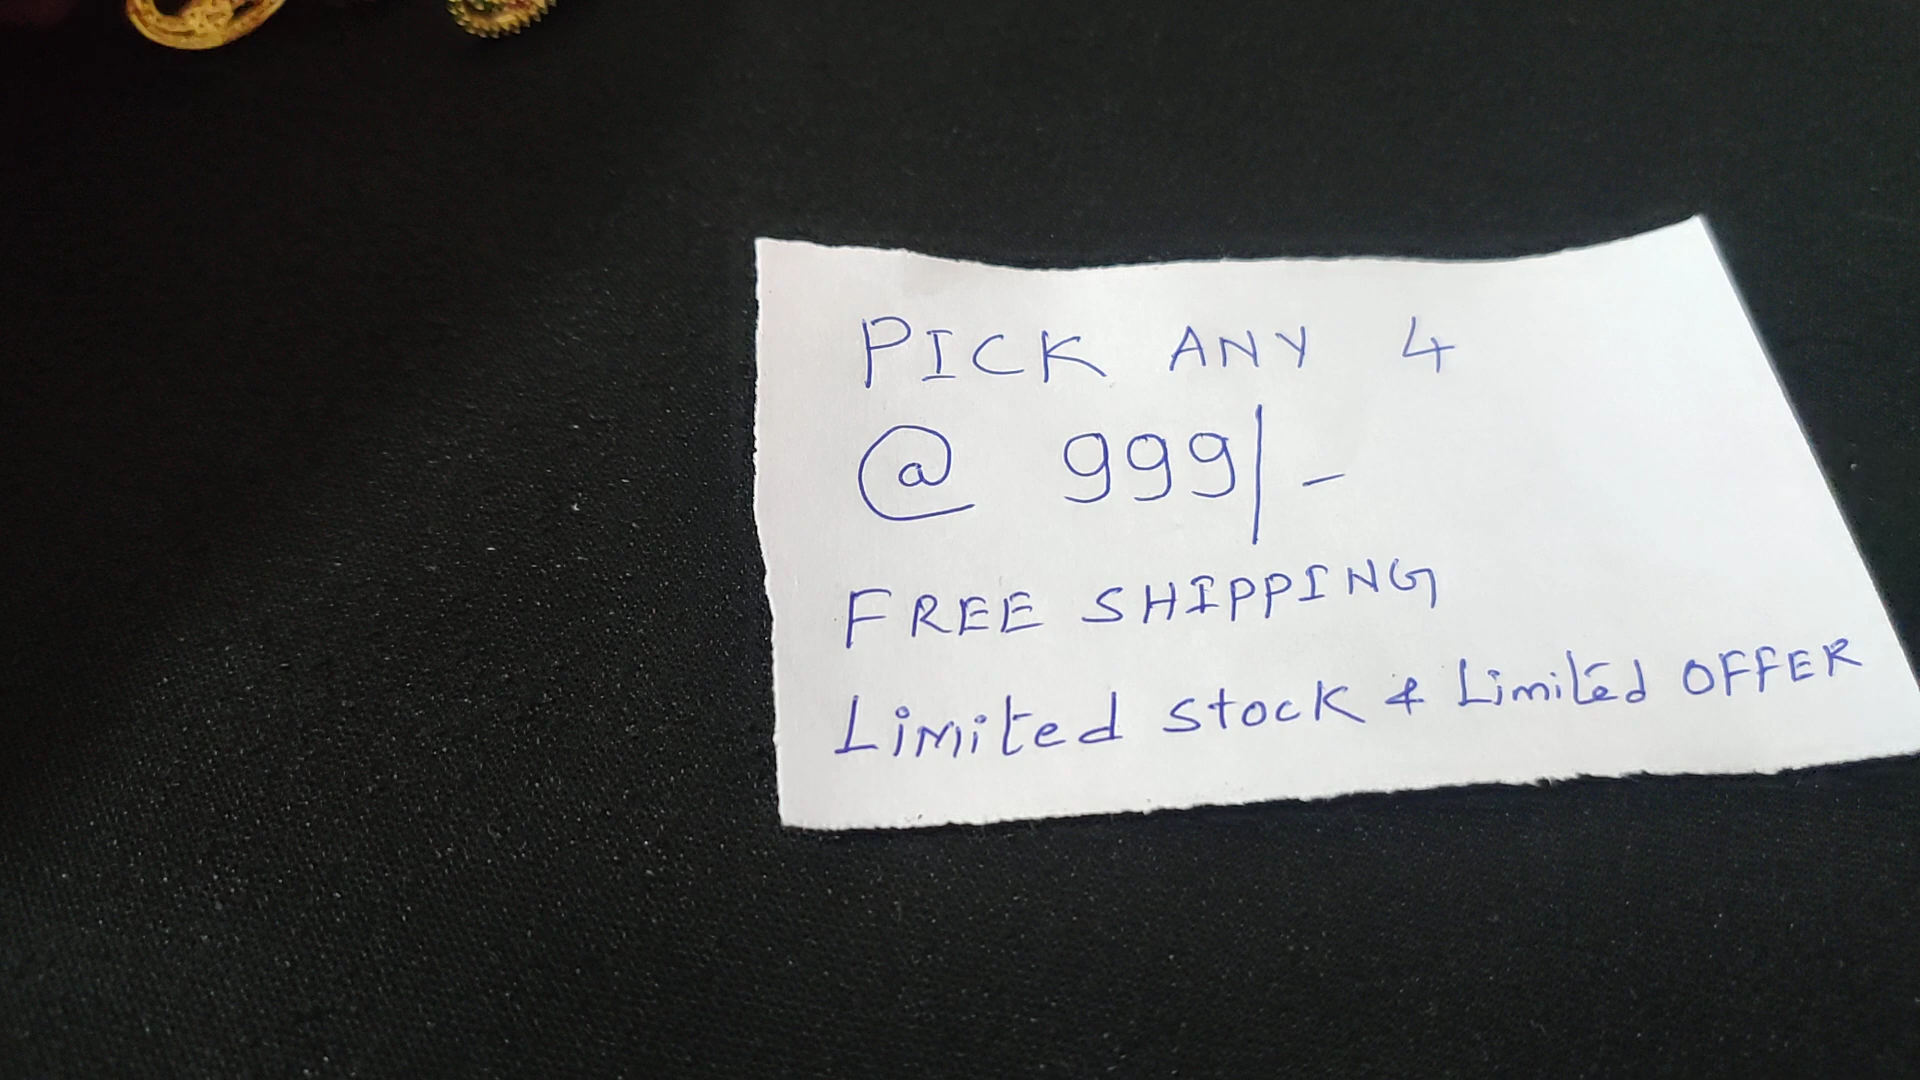 PICK ANY 4
@ 999/-
FREE SHIPPING
Limited Stock & Limited OFFER